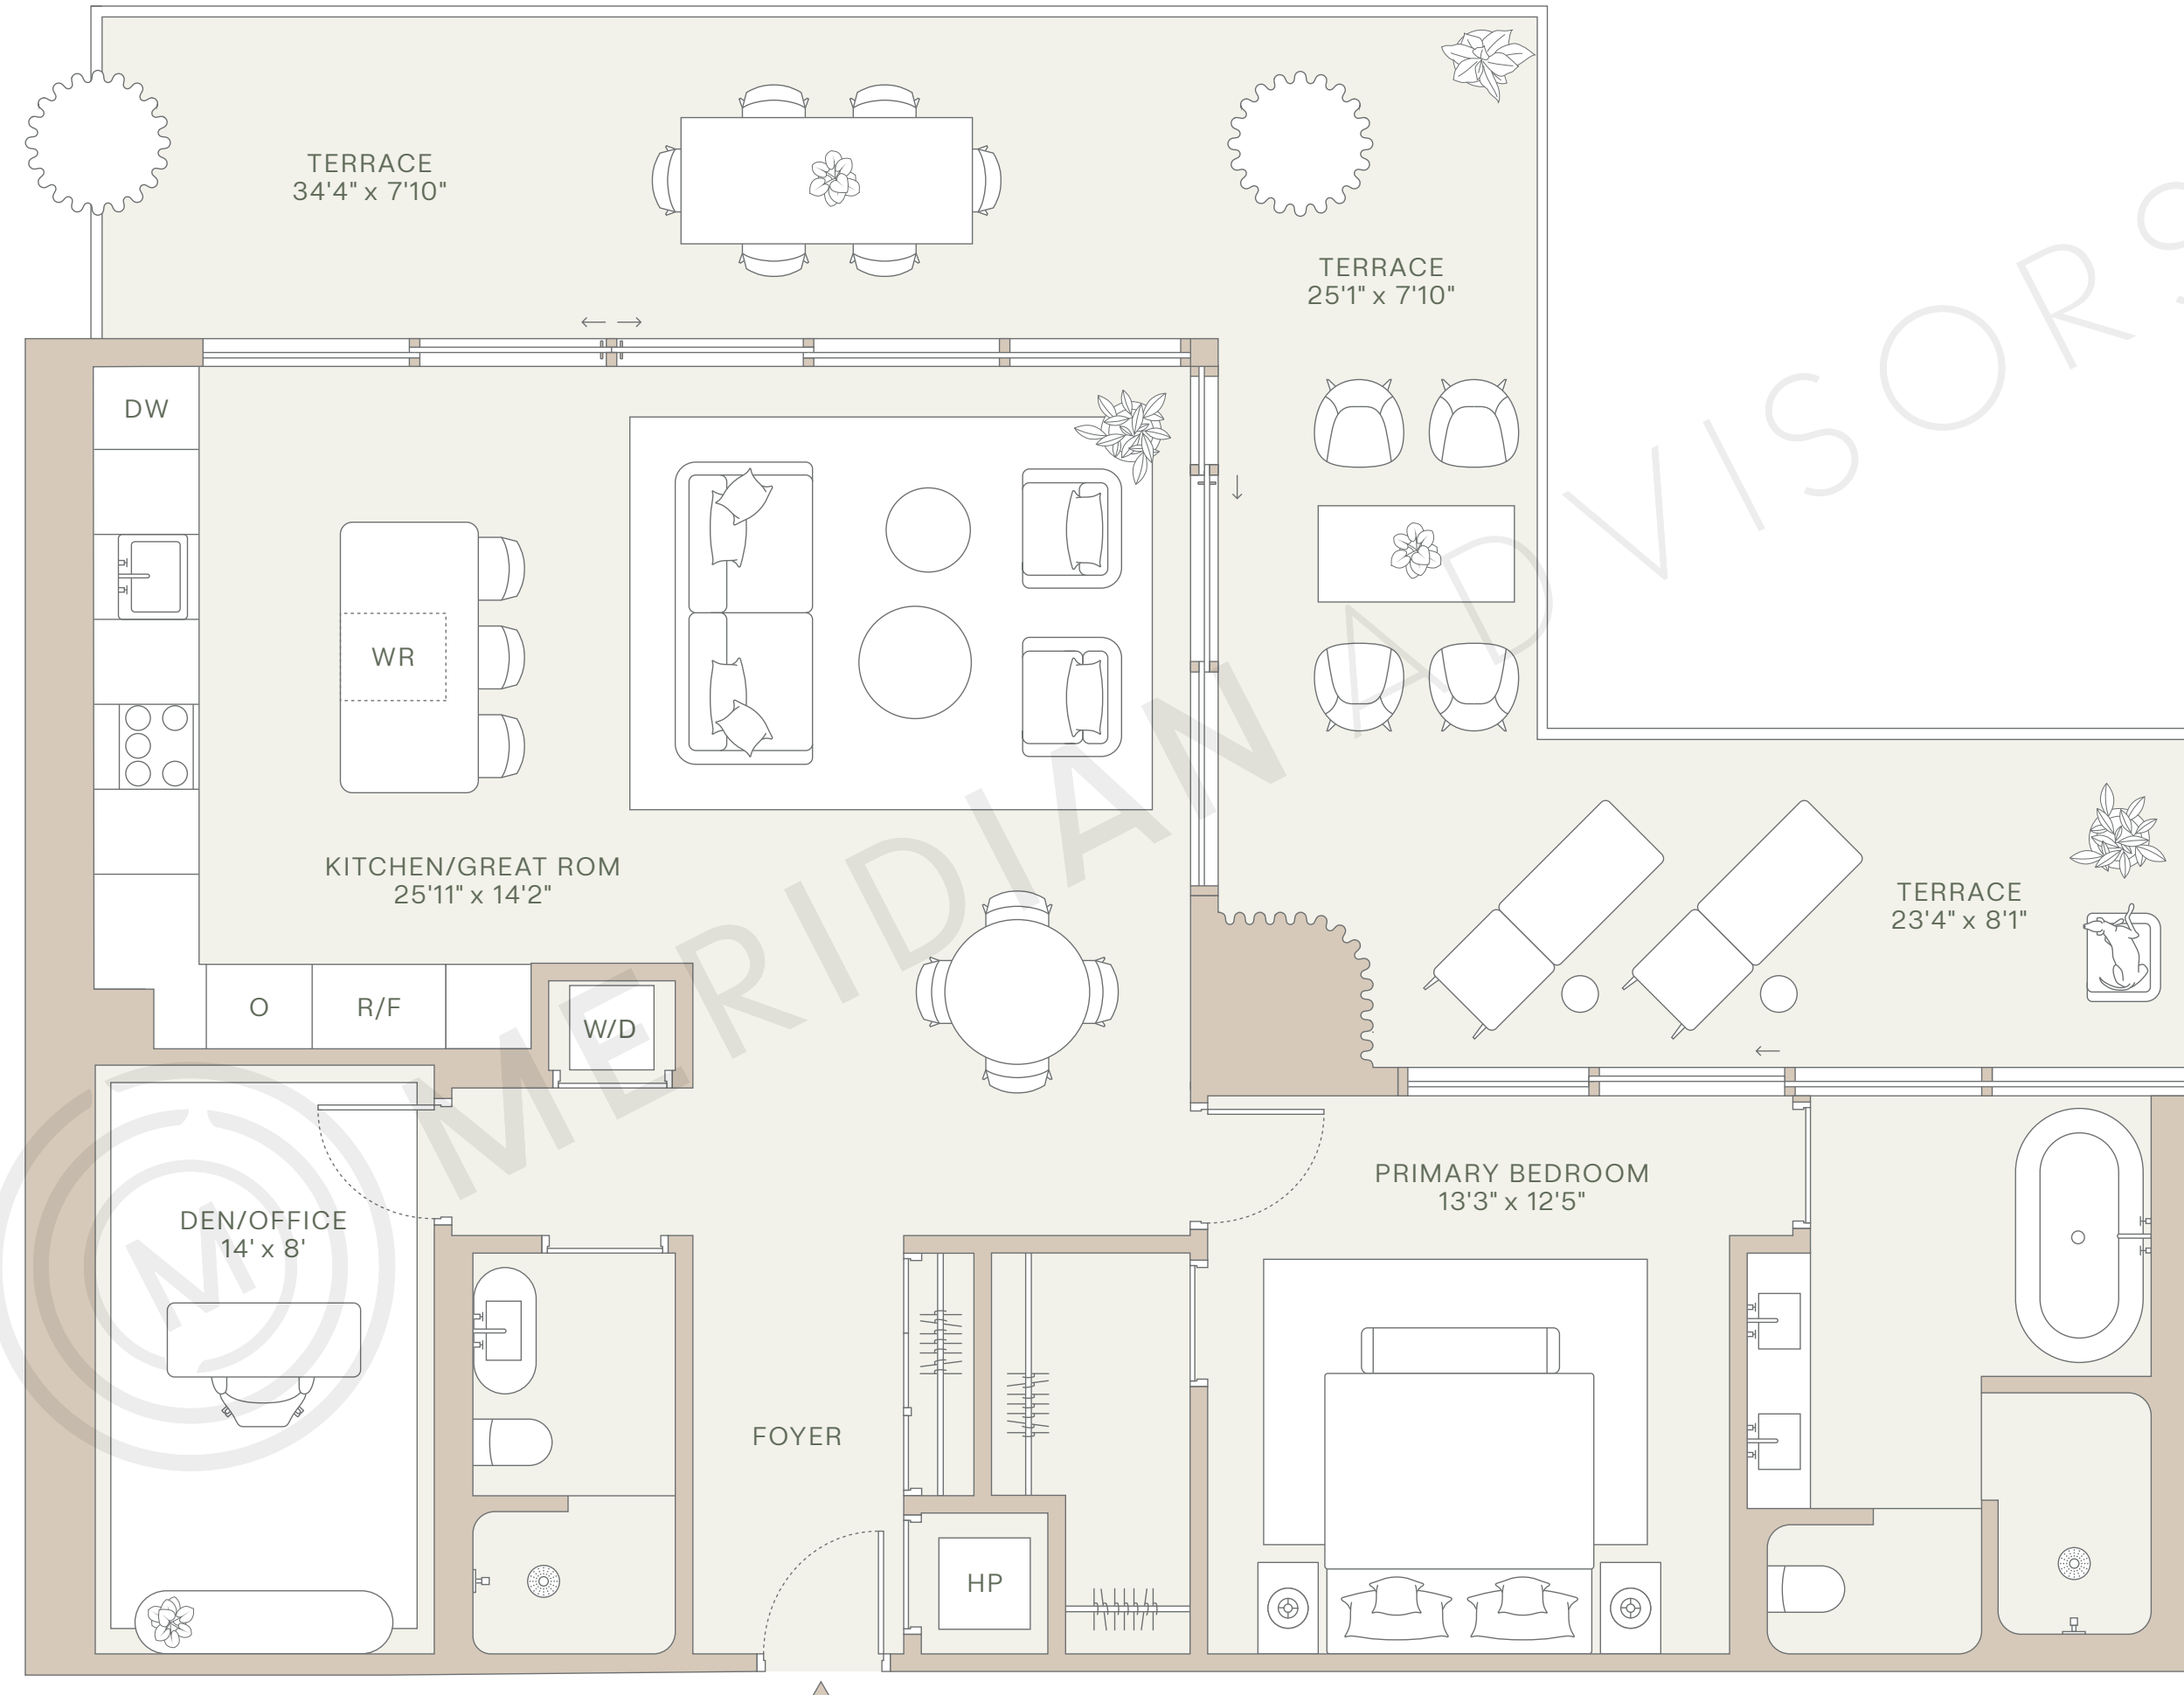 TERRACE
34'4" x 7'10"
TERRACE
25'1" x 7'10"
DW
WR
KITCHEN/GREAT ROM
25'11" x 14'2"
TERRACE
23'4" x 8'1"
O
R/F
W/D
PRIMARY BEDROOM
13'3" x 12'5"
DEN/OFFICE
14' x 8'
FOYER
HP
M
MERIDIAN ADVISORS